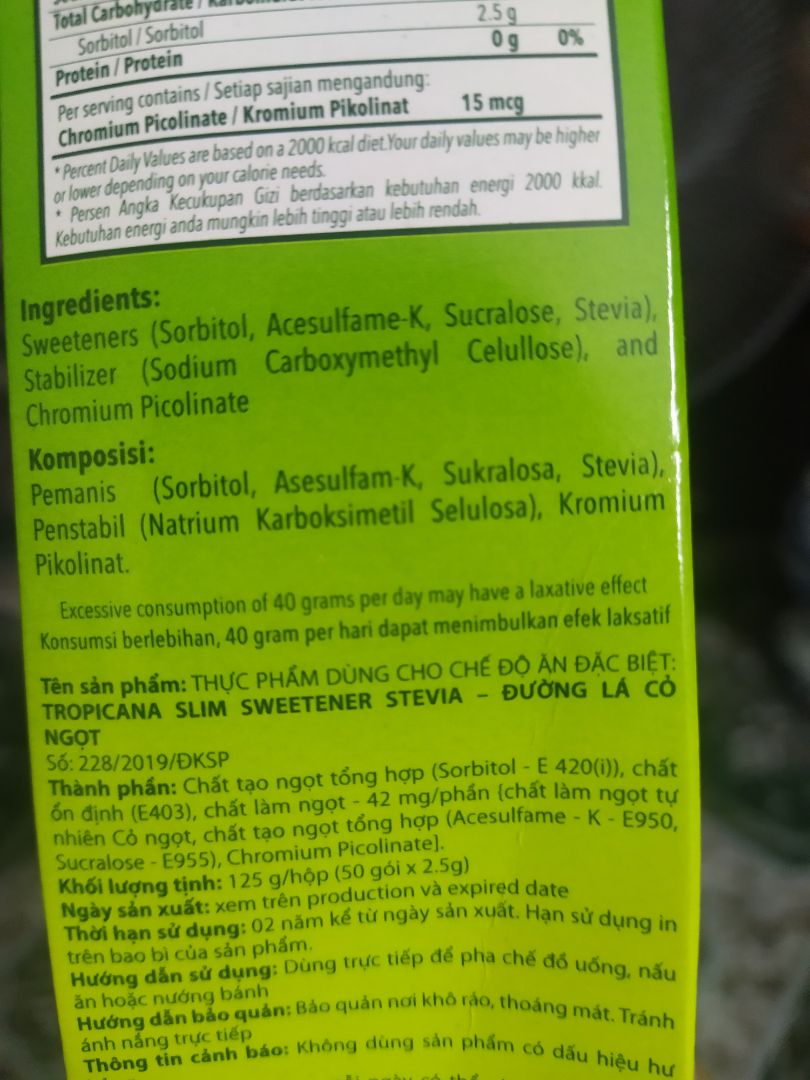 Total Carbohydrate /
2.5 g
Sorbitol / Sorbitol
0 g 0%
Protein / Protein
Per serving contains / Setiap sajian mengandung:
Chromium Picolinate / Kromium Pikolinat 15 mcg
* Percent Daily Values are based on a 2000 kcal diet.Your daily values may be higher
or lower depending on your calorie needs.
* Persen Angka Kecukupan Gizi berdasarkan kebutuhan energi 2000 kkal.
Kebutuhan energi anda mungkin lebih tinggi atau lebih rendah.
Ingredients:
Sweeteners (Sorbitol, Acesulfame-K, Sucralose, Stevia),
Stabilizer (Sodium Carboxymethyl Celullose), and
Chromium Picolinate
Komposisi:
Pemanis (Sorbitol, Asesulfam-K, Sukralosa, Stevia),
Penstabil (Natrium Karboksimetil Selulosa), Kromium
Pikolinat.
Excessive consumption of 40 grams per day may have a laxative effect
Konsumsi berlebihan, 40 gram per hari dapat menimbulkan efek laksatif
Tên sản phẩm: THỰC PHẨM DÙNG CHO CHẾ ĐỘ ĂN ĐẶC BIỆT:
TROPICANA SLIM SWEETENER STEVIA – ĐƯỜNG LÁ CỎ
NGỌT
Số: 228/2019/ĐKSP
Thành phần: Chất tạo ngọt tổng hợp (Sorbitol - E 420(i)), chất
ổn định (E403), chất làm ngọt - 42 mg/phần {chất làm ngọt tự
nhiên Cỏ ngọt, chất tạo ngọt tổng hợp (Acesulfame - K - E950,
Sucralose - E955), Chromium Picolinate].
Khối lượng tịnh: 125 g/hộp (50 gói x 2.5g)
Ngày sản xuất: xem trên production và expired date
Thời hạn sử dụng: 02 năm kể từ ngày sản xuất. Hạn sử dụng in
trên bao bì của sản phẩm.
Hướng dẫn sử dụng: Dùng trực tiếp để pha chế đồ uống, nấu
ăn hoặc nướng bánh
Hướng dẫn bảo quản: Bảo quản nơi khô ráo, thoáng mát. Tránh
ánh nắng trực tiếp
Thông tin cảnh báo: Không dùng sản phẩm có dấu hiệu hư